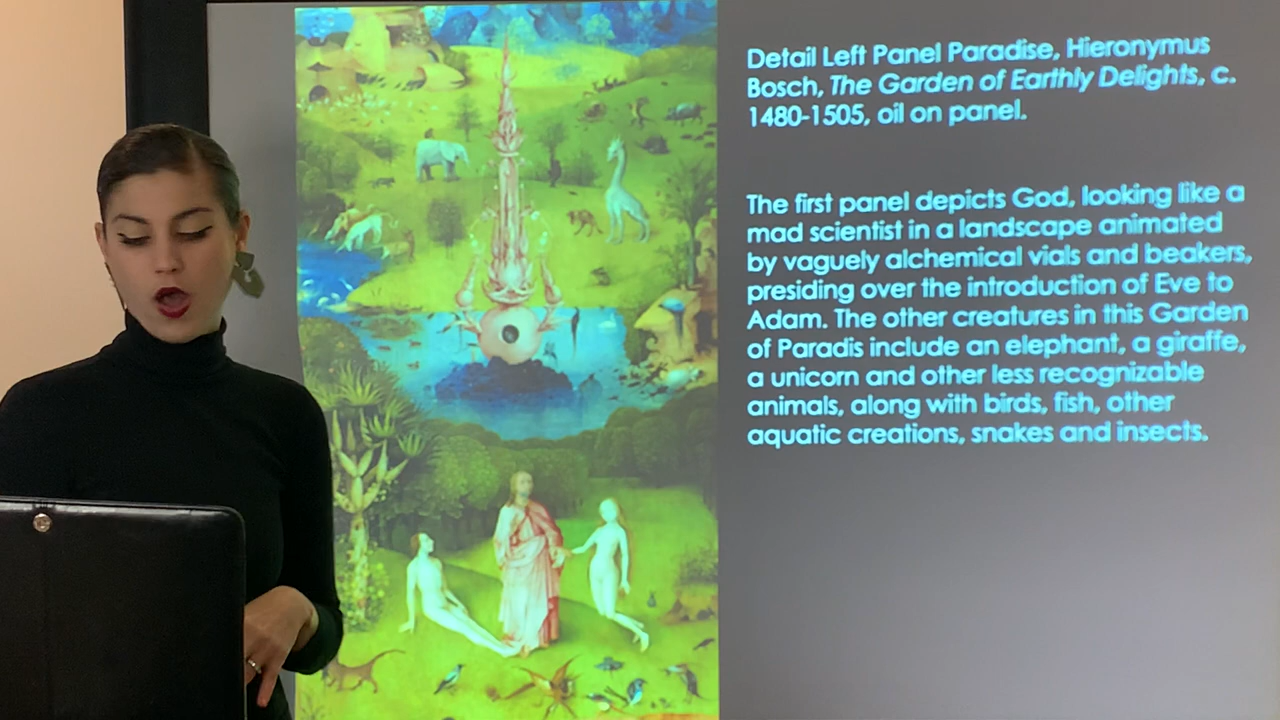 Detail Left Panel Paradise, Hieronymus
Bosch, The Garden of Earthly Delights, c.
1480-1505, oil on panel.
The first panel depicts God, looking like a
mad scientist in a landscape animated
by vaguely alchemical vials and beakers,
presiding over the introduction of Eve to
Adam. The other creatures in this Garden
of Paradis include an elephant, a giraffe,
a unicorn and other less recognizable
animals, along with birds, fish, other
aquatic creations, snakes and insects.